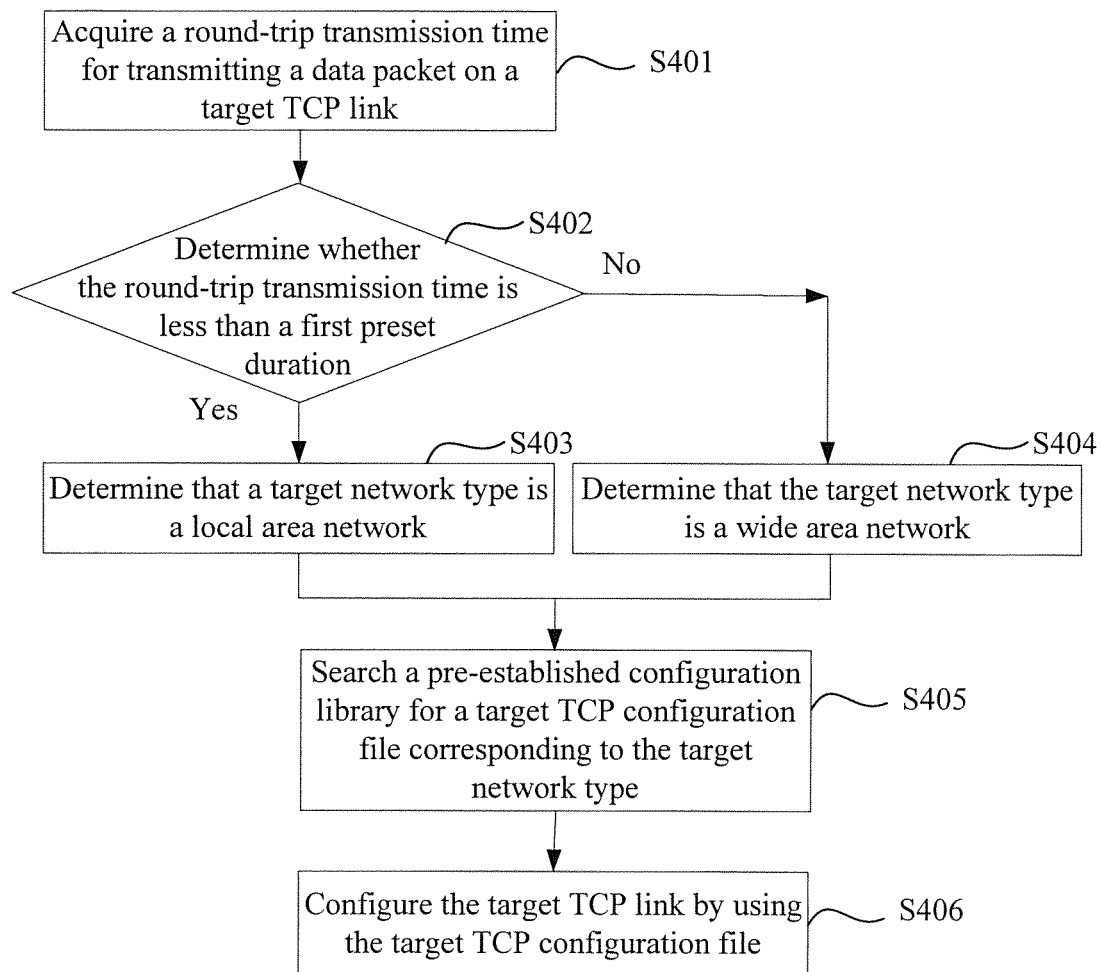 Acquire a round-trip transmission time
for transmitting a data packet on a
target TCP link
S401
S402
Determine whether
the round-trip transmission time is
less than a first preset
duration
No
Yes
S403
S404
Determine that a target network type is
a local area network
Determine that the target network type
is a wide area network
Search a pre-established configuration
library for a target TCP configuration
file corresponding to the target
network type
S405
Configure the target TCP link by using
the target TCP configuration file
S406